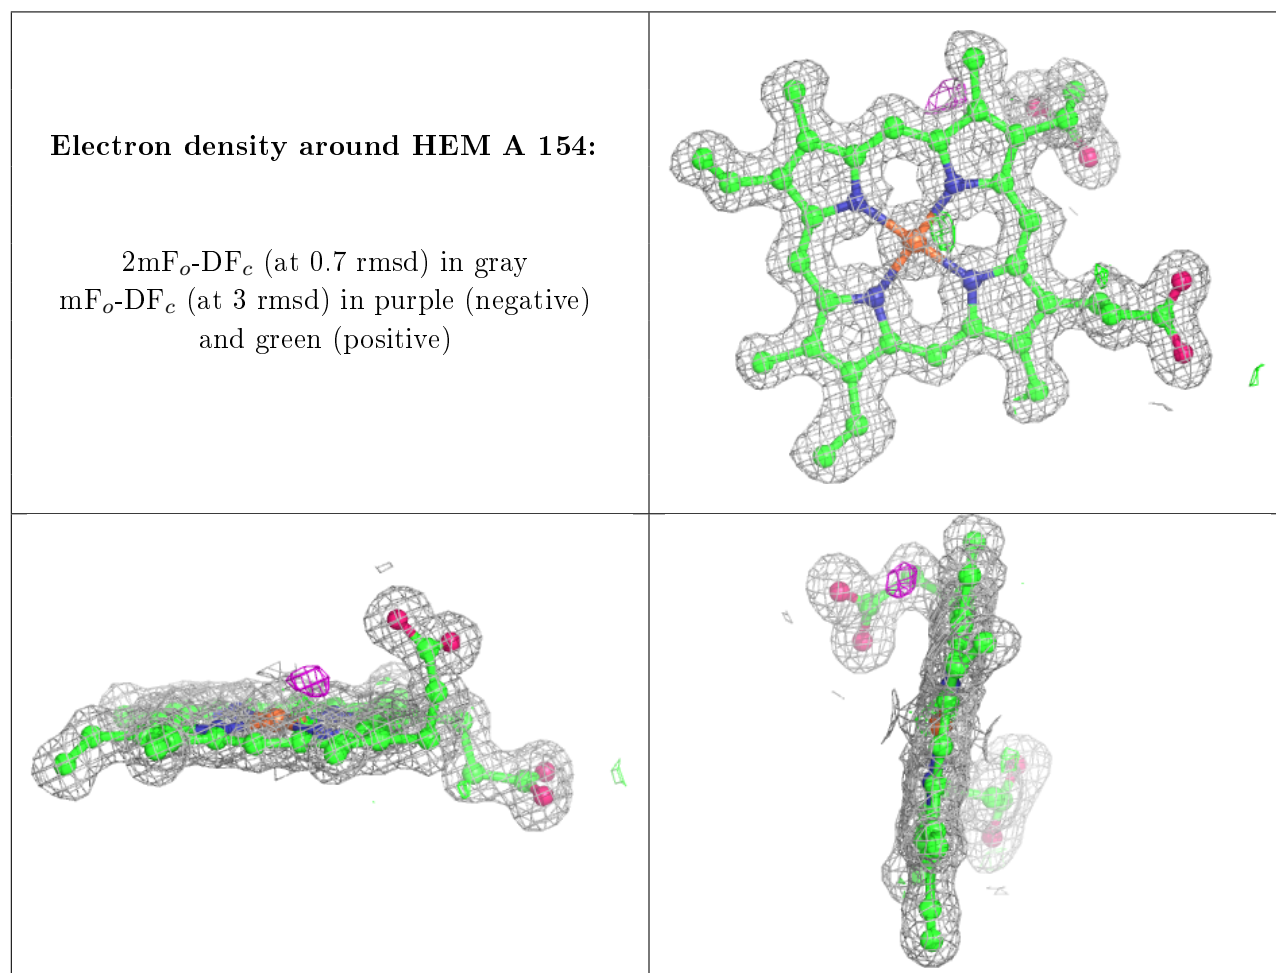 Electron density around HEM A 154:
2mFo-DFc (at 0.7 rmsd) in gray
mFo-DFc (at 3 rmsd) in purple (negative)
and green (positive)